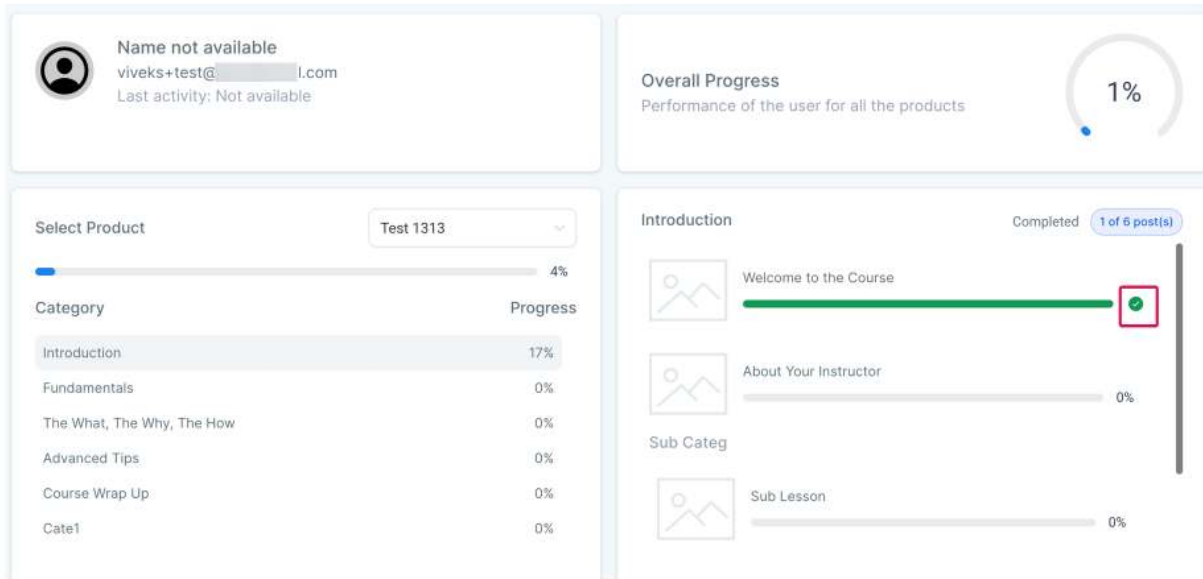 Name not available
viveks+test@ l.com
Last activity: Not available
Overall Progress
Performance of the user for all the products
1%
Select Product
Test 1313
4%
Category Progress
Introduction 17%
Fundamentals 0%
The What, The Why, The How 0%
Advanced Tips 0%
Course Wrap Up 0%
Cate1 0%
Introduction
Completed 1 of 6 post(s)
Welcome to the Course
About Your Instructor
0%
Sub Categ
Sub Lesson
0%